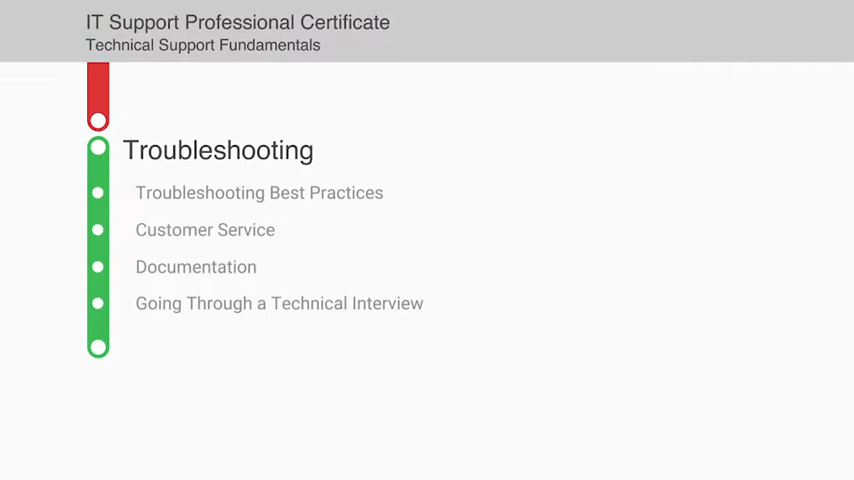 IT Support Professional Certificate
Technical Support Fundamentals
Troubleshooting
Troubleshooting Best Practices
Customer Service
Documentation
Going Through a Technical Interview